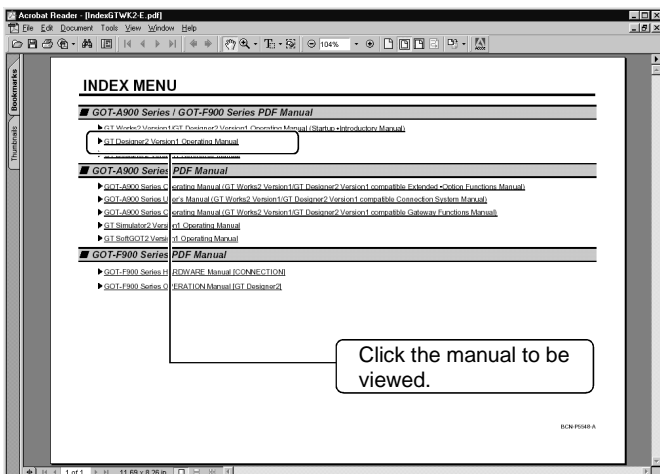 Acrobat Reader - [IndexGTWK2-E.pdf]
File Edit Document Tools View Window Help
104%
Bookmarks
Thumbnails
INDEX MENU
GOT-A900 Series / GOT-F900 Series PDF Manual
GT Works2 Version1/GT Designer2 Version1 Operating Manual (Startup •Introductory Manual)
GT Designer2 Version1 Operating Manual
GOT-A900 Series PDF Manual
GOT-A900 Series Operating Manual (GT Works2 Version1/GT Designer2 Version1 compatible Extended •Option Functions Manual)
GOT-A900 Series User's Manual (GT Works2 Version1/GT Designer2 Version1 compatible Connection System Manual)
GOT-A900 Series Operating Manual (GT Works2 Version1/GT Designer2 Version1 compatible Gateway Functions Manual)
GT Simulator2 Version1 Operating Manual
GT SoftGOT2 Version1 Operating Manual
GOT-F900 Series PDF Manual
GOT-F900 Series HARDWARE Manual [CONNECTION]
GOT-F900 Series OPERATION Manual [GT Designer2]
Click the manual to be
viewed.
BCN-P5548-A
1 of 1 11.69 x 8.26 in